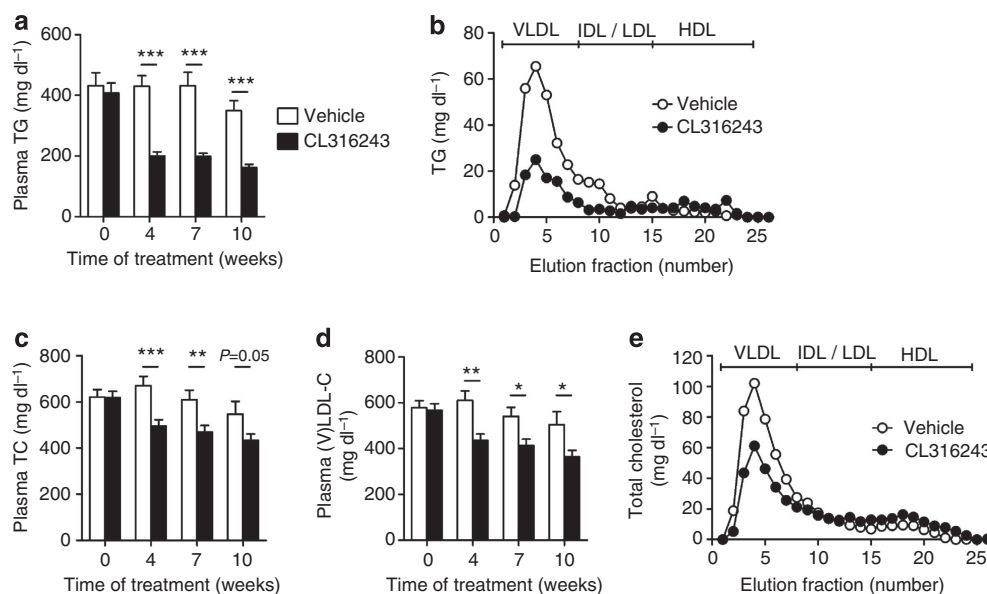 a
Plasma TG (mg dl⁻¹)
600
400
200
0
***
***
***
0 4 7 10
Time of treatment (weeks)
Vehicle
CL316243
b
VLDL IDL / LDL HDL
TG (mg dl⁻¹)
80
60
40
20
0
Vehicle
CL316243
0 5 10 15 20 25
Elution fraction (number)
c
Plasma TC (mg dl⁻¹)
800
600
400
200
0
***
**
P=0.05
0 4 7 10
Time of treatment (weeks)
d
Plasma (V)LDL-C
(mg dl⁻¹)
800
600
400
200
0
**
*
*
0 4 7 10
Time of treatment (weeks)
e
VLDL IDL / LDL HDL
Total cholesterol
(mg dl⁻¹)
120
100
80
60
40
20
0
Vehicle
CL316243
0 5 10 15 20 25
Elution fraction (number)